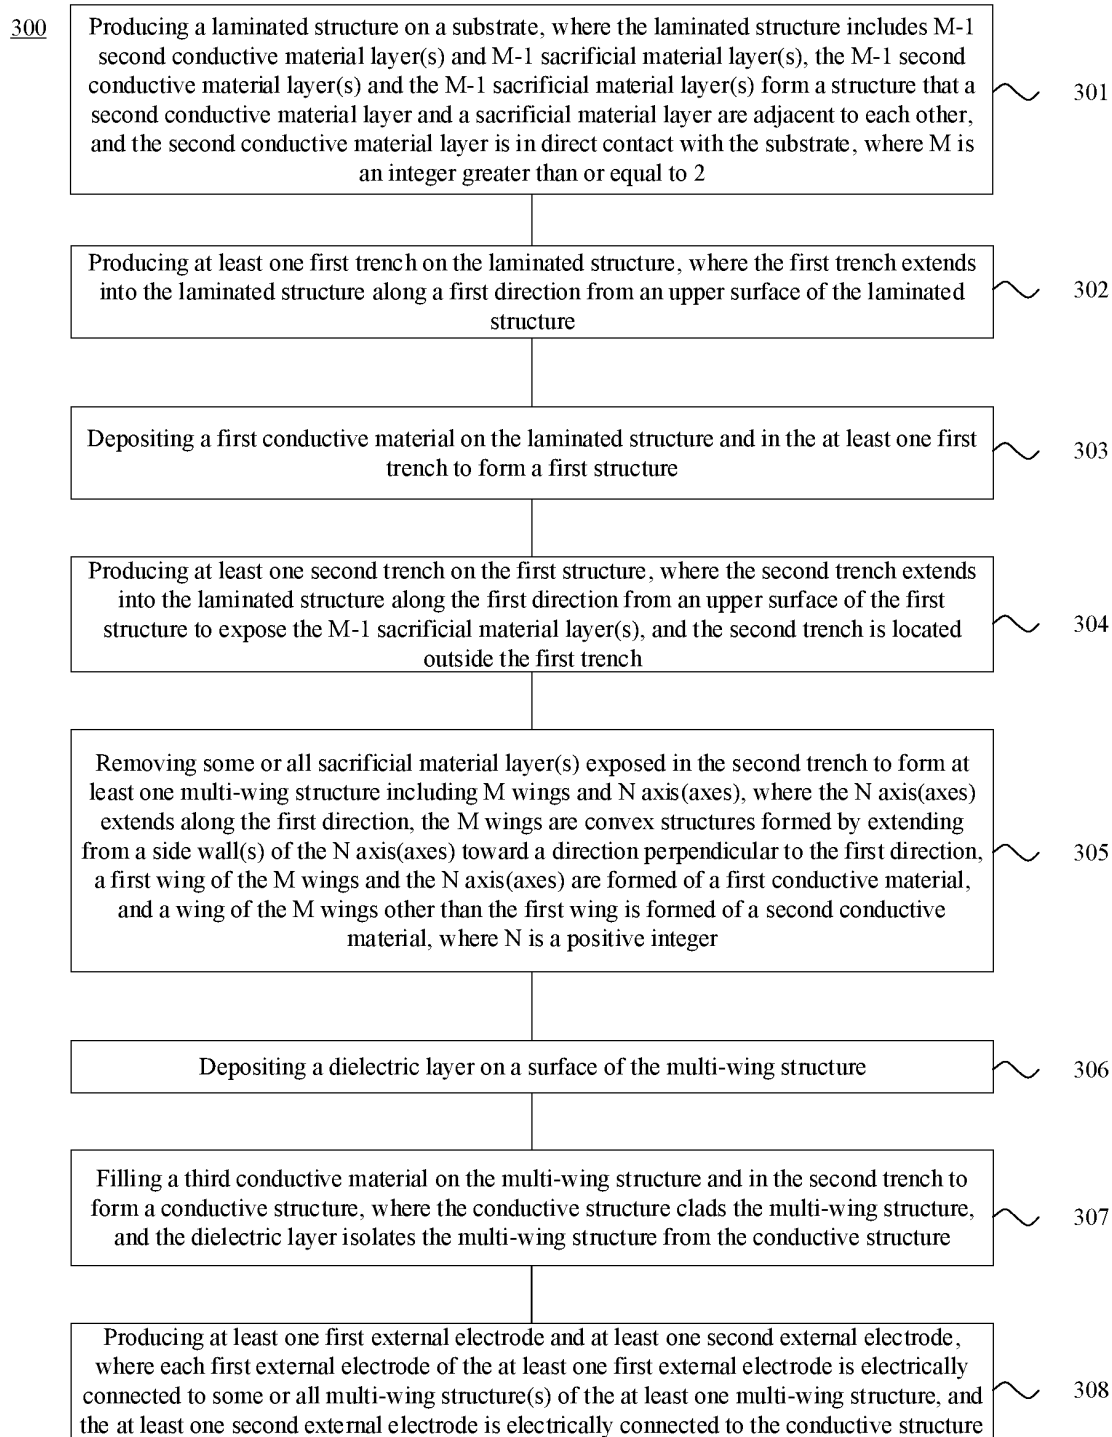 300
Producing a laminated structure on a substrate, where the laminated structure includes M-1
second conductive material layer(s) and M-1 sacrificial material layer(s), the M-1 second
conductive material layer(s) and the M-1 sacrificial material layer(s) form a structure that a
second conductive material layer and a sacrificial material layer are adjacent to each other,
and the second conductive material layer is in direct contact with the substrate, where M is
an integer greater than or equal to 2
301
Producing at least one first trench on the laminated structure, where the first trench extends
into the laminated structure along a first direction from an upper surface of the laminated
structure
302
Depositing a first conductive material on the laminated structure and in the at least one first
trench to form a first structure
303
Producing at least one second trench on the first structure, where the second trench extends
into the laminated structure along the first direction from an upper surface of the first
structure to expose the M-1 sacrificial material layer(s), and the second trench is located
outside the first trench
304
Removing some or all sacrificial material layer(s) exposed in the second trench to form at
least one multi-wing structure including M wings and N axis(axes), where the N axis(axes)
extends along the first direction, the M wings are convex structures formed by extending
from a side wall(s) of the N axis(axes) toward a direction perpendicular to the first direction,
a first wing of the M wings and the N axis(axes) are formed of a first conductive material,
and a wing of the M wings other than the first wing is formed of a second conductive
material, where N is a positive integer
305
Depositing a dielectric layer on a surface of the multi-wing structure
306
Filling a third conductive material on the multi-wing structure and in the second trench to
form a conductive structure, where the conductive structure clads the multi-wing structure,
and the dielectric layer isolates the multi-wing structure from the conductive structure
307
Producing at least one first external electrode and at least one second external electrode,
where each first external electrode of the at least one first external electrode is electrically
connected to some or all multi-wing structure(s) of the at least one multi-wing structure, and
the at least one second external electrode is electrically connected to the conductive structure
308